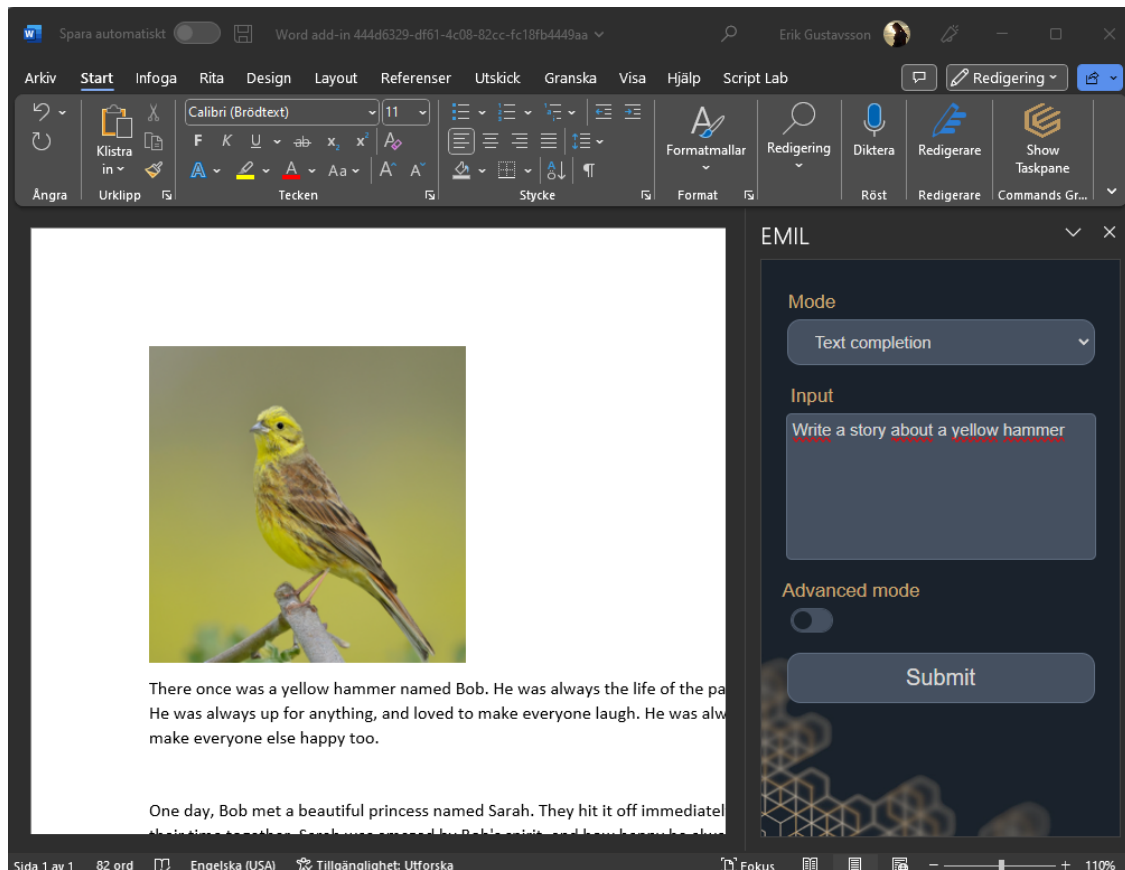 Spara automatiskt
Word add-in 444d6329-df61-4c08-82cc-fc18fb4449aa
Erik Gustavsson
Arkiv Start Infoga Rita Design Layout Referenser Utskick Granska Visa Hjälp Script Lab
Redigering
Calibri (Brödtext) 11
Klistra
in
F K U ab x₂ x² A
A A Aa A A
Formatmallar
Redigering
Diktera
Redigerare
Show
Taskpane
Ångra Urklipp Tecken Stycke Format Röst Redigerare Commands Gr...
There once was a yellow hammer named Bob. He was always the life of the pa
He was always up for anything, and loved to make everyone laugh. He was alw
make everyone else happy too.
One day, Bob met a beautiful princess named Sarah. They hit it off immediatel
EMIL
Mode
Text completion
Input
Write a story about a yellow hammer
Advanced mode
Submit
Sida 1 av 1 82 ord Engelska (USA) Tillgänglighet: Utforska Fokus 110%